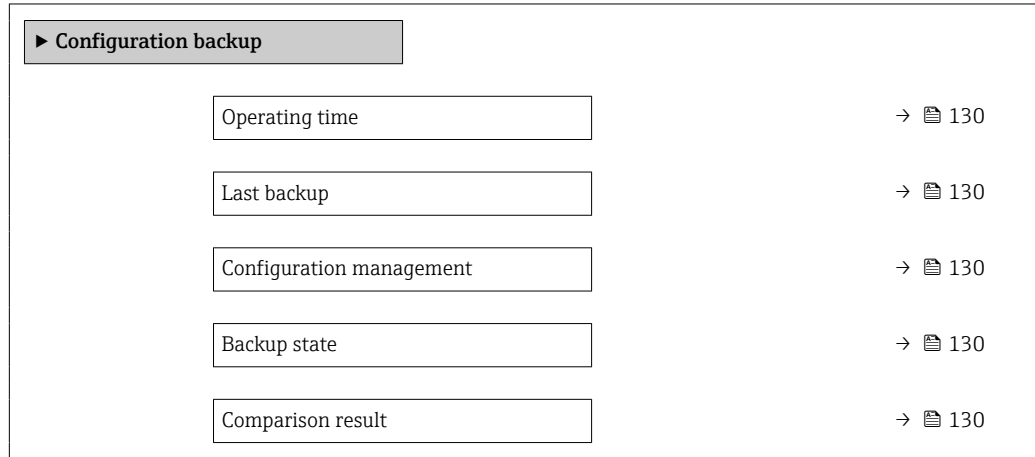 ► Configuration backup
Operating time → 130
Last backup → 130
Configuration management → 130
Backup state → 130
Comparison result → 130